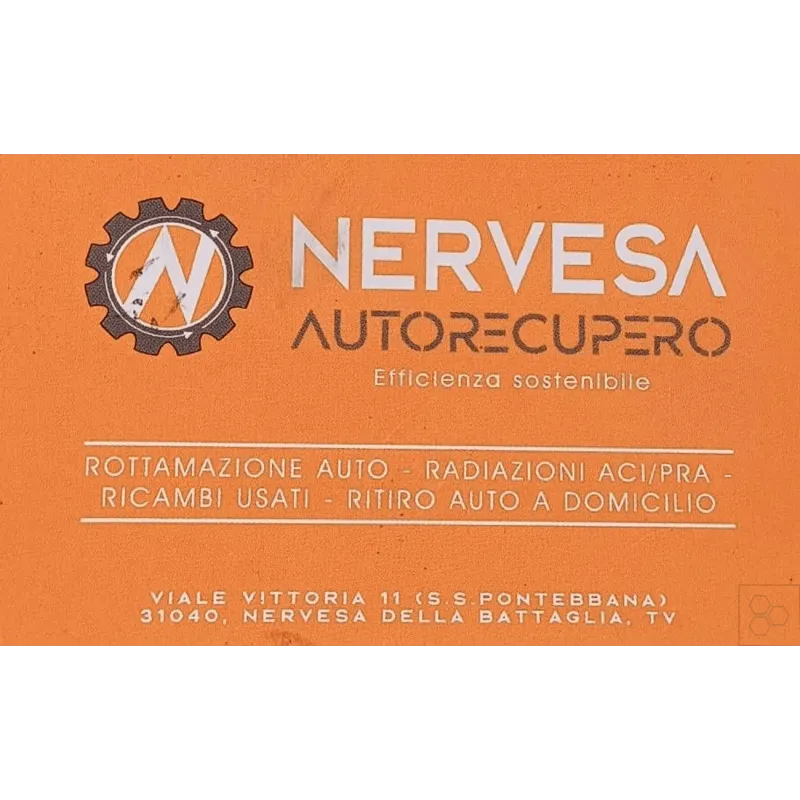 N
NERVESA
AUTORECUPERO
Efficienza sostenibile
ROTTAMAZIONE AUTO - RADIAZIONI ACI/PRA -
RICAMBI USATI - RITIRO AUTO A DOMICILIO
VIALE VITTORIA 11 (S.S.PONTEBBANA)
31040, NERVESA DELLA BATTAGLIA, TV